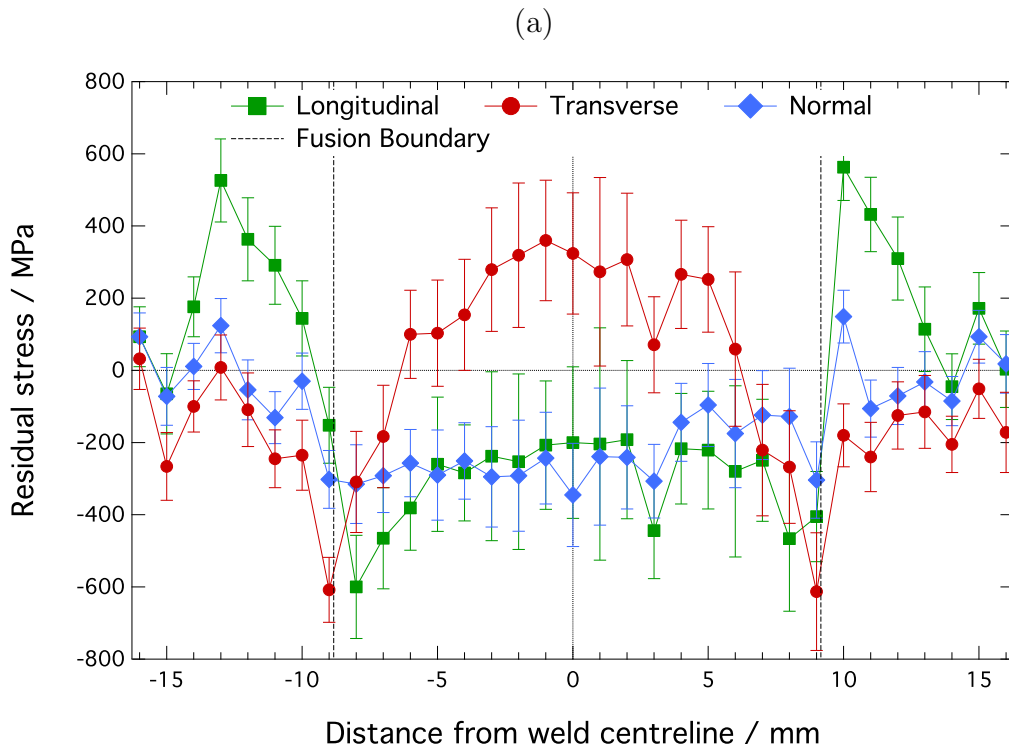 (a)
800
Longitudinal Transverse Normal
Fusion Boundary
600
400
200
0
-200
-400
-600
-800
Residual stress / MPa
-15 -10 -5 0 5 10 15
Distance from weld centreline / mm